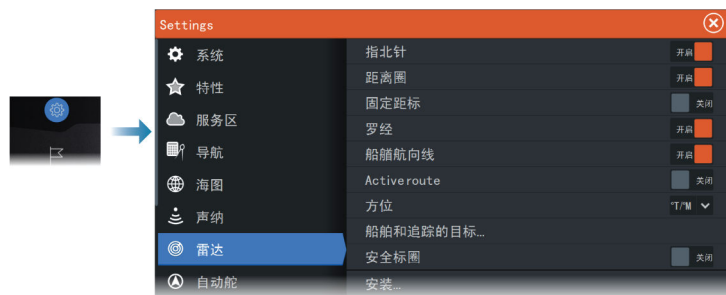 Settings
系统
特性
服务区
导航
海图
声纳
雷达
自动舵
指北针 开启
距离圈 开启
固定距标 关闭
罗经 开启
船艏航向线 开启
Active route 关闭
方位 °T/°M
船舶和追踪的目标...
安全标圈 关闭
安装...